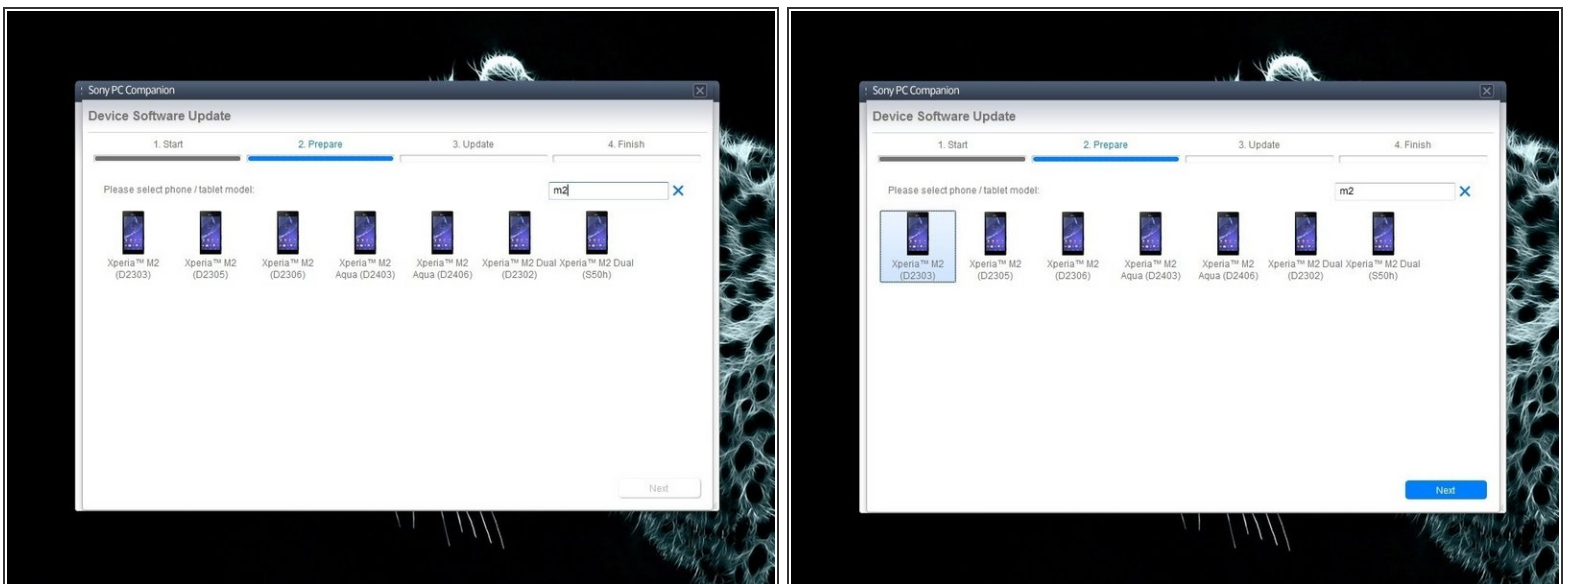 Sony PC Companion
Device Software Update
1. Start 2. Prepare 3. Update 4. Finish
Please select phone / tablet model: m2
Xperia™ M2 Xperia™ M2 Xperia™ M2 Xperia™ M2 Xperia™ M2 Xperia™ M2 Dual Xperia™ M2 Dual
(D2303) (D2305) (D2306) Aqua (D2403) Aqua (D2406) (D2302) (S50h)
Next
Sony PC Companion
Device Software Update
1. Start 2. Prepare 3. Update 4. Finish
Please select phone / tablet model: m2
Xperia™ M2 Xperia™ M2 Xperia™ M2 Xperia™ M2 Xperia™ M2 Xperia™ M2 Dual Xperia™ M2 Dual
(D2303) (D2305) (D2306) Aqua (D2403) Aqua (D2406) (D2302) (S50h)
Next